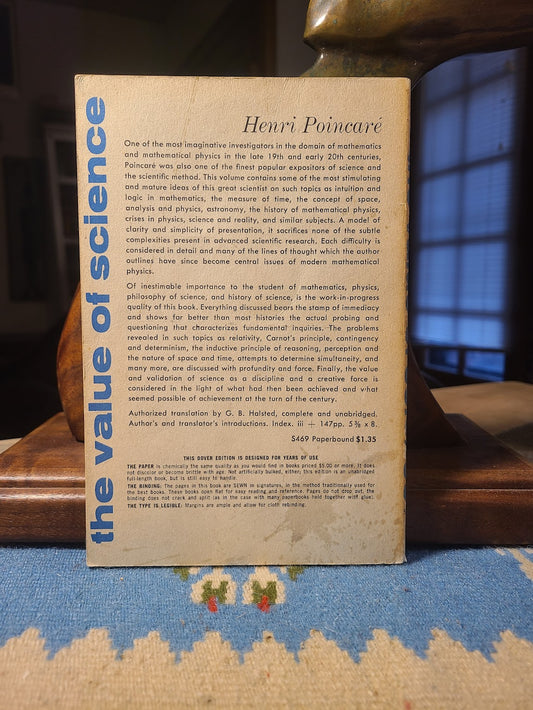 the value of science
Henri Poincaré
One of the most imaginative investigators in the domain of mathematics
and mathematical physics in the late 19th and early 20th centuries,
Poincaré was also one of the finest popular expositors of science and
the scientific method. This volume contains some of the most stimulating
and mature ideas of this great scientist on such topics as intuition and
logic in mathematics, the measure of time, the concept of space,
analysis and physics, astronomy, the history of mathematical physics,
crises in physics, science and reality, and similar subjects. A model of
clarity and simplicity of presentation, it sacrifices none of the subtle
complexities present in advanced scientific research. Each difficulty is
considered in detail and many of the lines of thought which the author
outlines have since become central issues of modern mathematical
physics.
Of inestimable importance to the student of mathematics, physics,
philosophy of science, and history of science, is the work-in-progress
quality of this book. Everything discussed bears the stamp of immediacy
and shows far better than most histories the actual probing and
questioning that characterizes fundamental inquiries. The problems
revealed in such topics as relativity, Carnot's principle, contingency
and determinism, the inductive principle of reasoning, perception and
the nature of space and time, attempts to determine simultaneity, and
many more, are discussed with profundity and force. Finally, the value
and validation of science as a discipline and a creative force is
considered in the light of what had then been achieved and what
seemed possible of achievement at the turn of the century.
Authorized translation by G. B. Halsted, complete and unabridged.
Author's and translator's introductions. Index. iii + 147pp. 5⅜ x 8.
S469 Paperbound $1.35
THIS DOVER EDITION IS DESIGNED FOR YEARS OF USE
THE PAPER is chemically the same quality as you would find in books priced $5.00 or more. It does
not discolor or become brittle with age. Not artificially bulked, either; this edition is an unabridged
full-length book, but is still easy to handle.
THE BINDING: The pages in this book are SEWN in signatures, in the method traditionally used for
the best books. These books open flat for easy reading and reference. Pages do not drop out, the
binding does not crack and split (as in the case with many paperbooks held together with glue).
THE TYPE IS LEGIBLE: Margins are ample and allow for cloth rebinding.